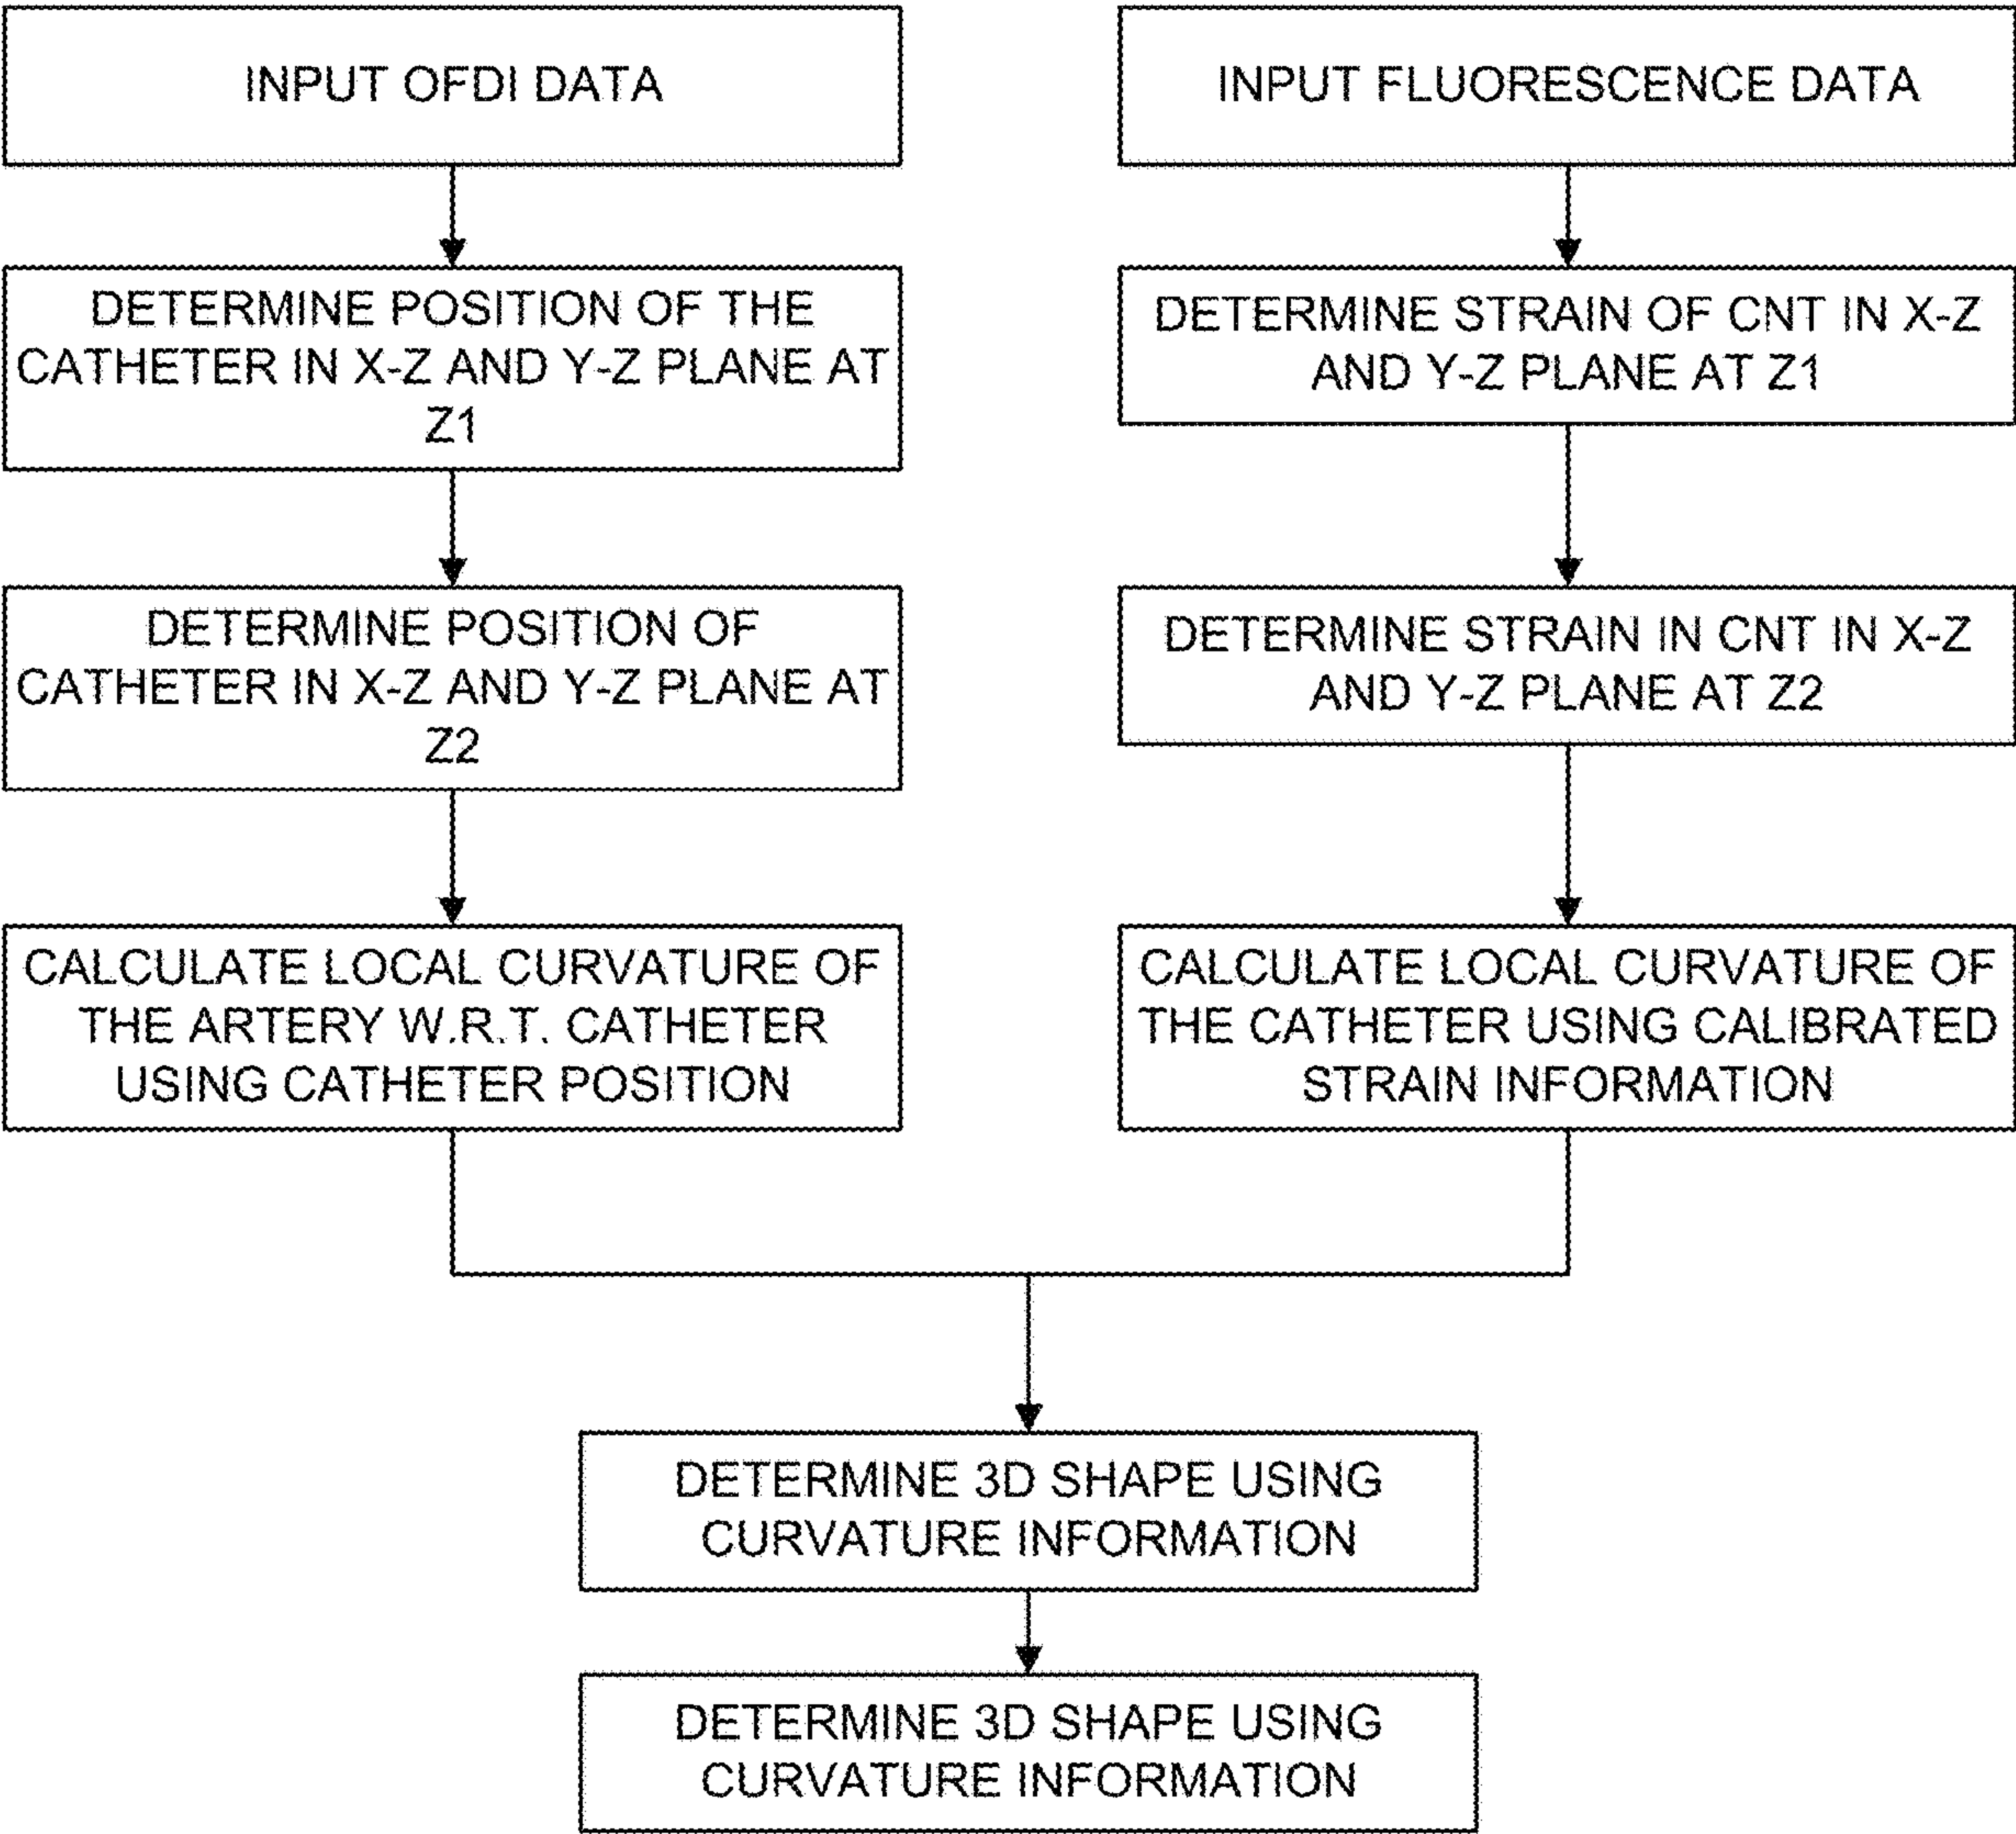 INPUT OFDI DATA
INPUT FLUORESCENCE DATA
DETERMINE POSITION OF THE
CATHETER IN X-Z AND Y-Z PLANE AT
Z1
DETERMINE STRAIN OF CNT IN X-Z
AND Y-Z PLANE AT Z1
DETERMINE POSITION OF
CATHETER IN X-Z AND Y-Z PLANE AT
Z2
DETERMINE STRAIN IN CNT IN X-Z
AND Y-Z PLANE AT Z2
CALCULATE LOCAL CURVATURE OF
THE ARTERY W.R.T. CATHETER
USING CATHETER POSITION
CALCULATE LOCAL CURVATURE OF
THE CATHETER USING CALIBRATED
STRAIN INFORMATION
DETERMINE 3D SHAPE USING
CURVATURE INFORMATION
DETERMINE 3D SHAPE USING
CURVATURE INFORMATION